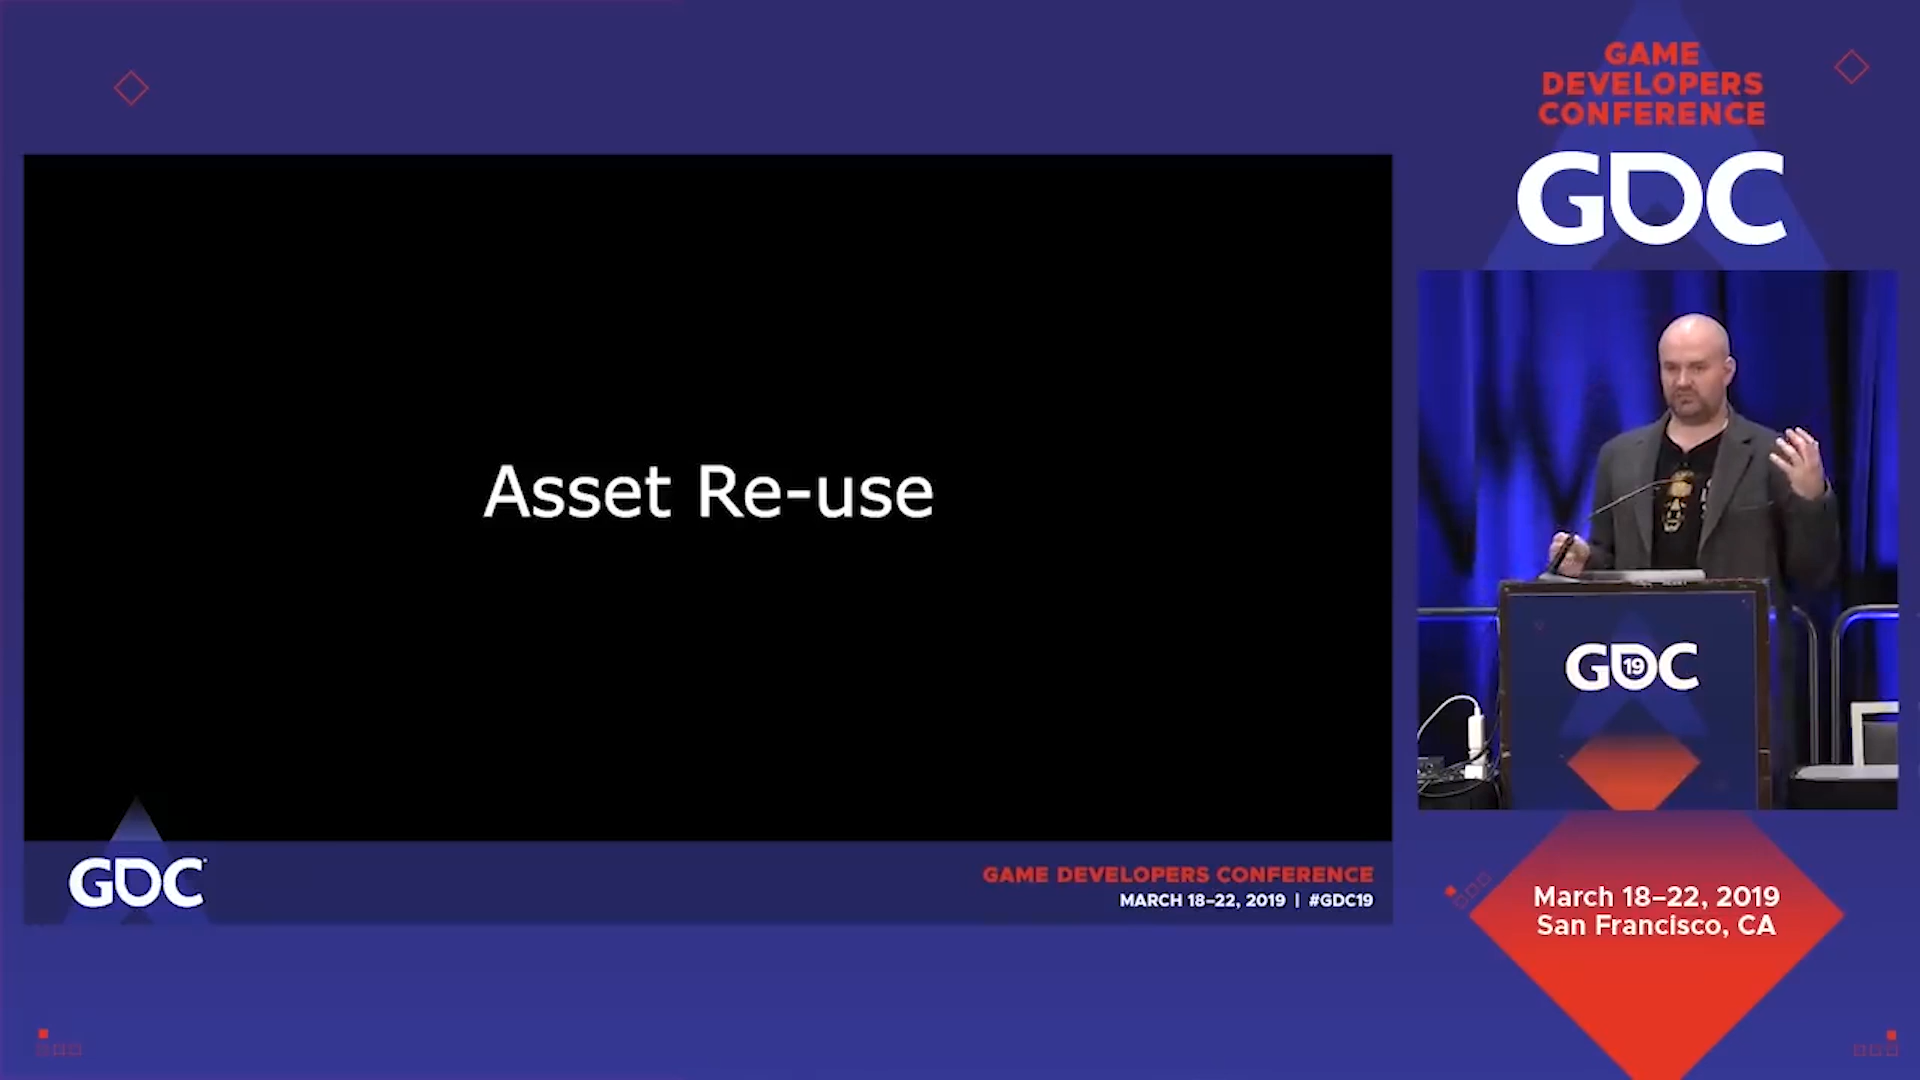 GAME
DEVELOPERS
CONFERENCE
GDC
Asset Re-use
GDC
19
GDC
GAME DEVELOPERS CONFERENCE
MARCH 18–22, 2019 | #GDC19
March 18–22, 2019
San Francisco, CA